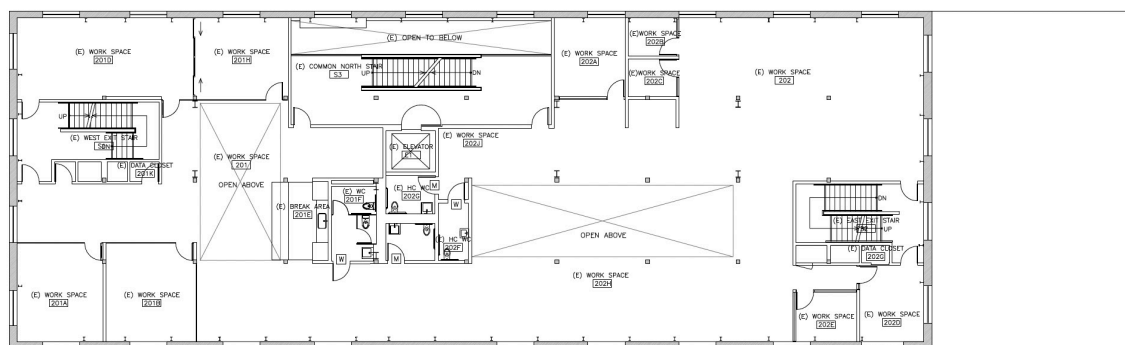 (E) WORK SPACE
201D
(E) WORK SPACE
201H
(E) OPEN TO BELOW
(E) COMMON NORTH STAIR
S3
UP
DN
(E) WORK SPACE
202A
(E) WORK SPACE
202B
(E) WORK SPACE
202C
(E) WORK SPACE
202
UP
(E) WEST EXIT STAIR
(E) DATA CLOSET
201K
(E) WORK SPACE
201
OPEN ABOVE
(E) ELEVATOR
E1
(E) WORK SPACE
202J
(E) BREAK AREA
201E
(E) WC
201F
(E) HC WC
202G
M
W
(E) HC WC
202F
W
M
OPEN ABOVE
DN
(E) EAST EXIT STAIR
UP
(E) DATA CLOSET
202G
(E) WORK SPACE
201A
(E) WORK SPACE
201B
(E) WORK SPACE
202H
(E) WORK SPACE
202E
(E) WORK SPACE
202D